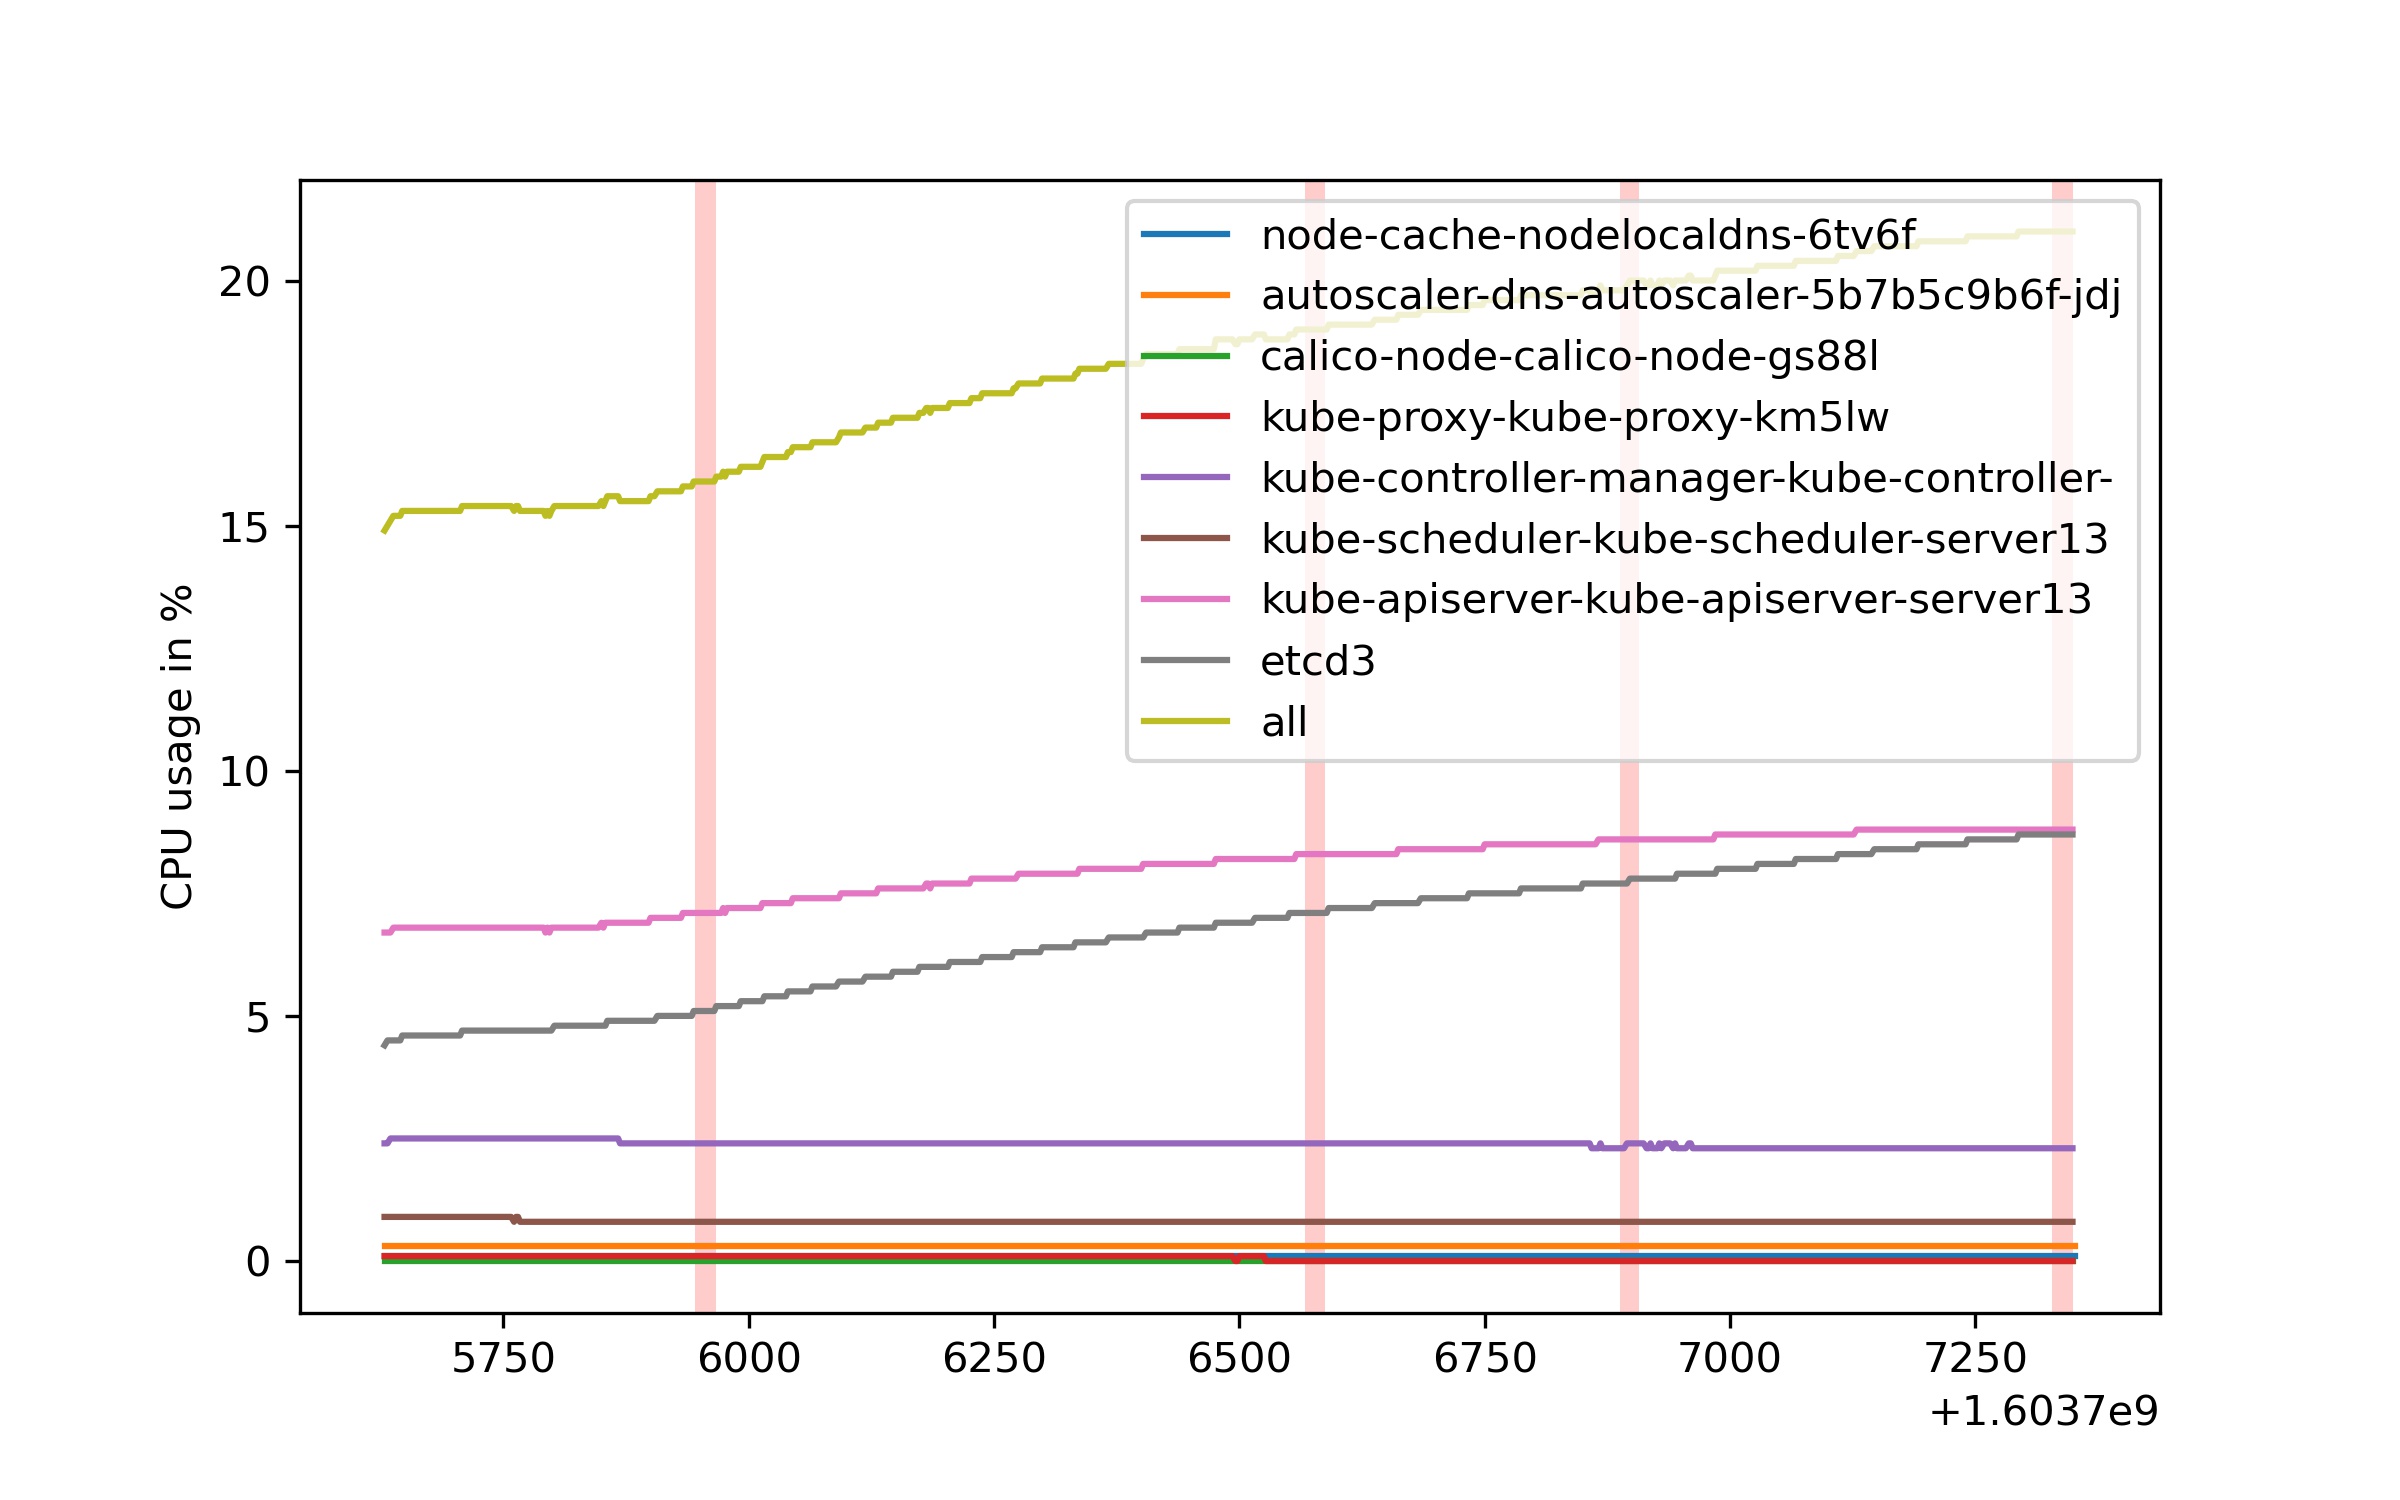 CPU usage in %
20
15
10
5
0
node-cache-nodelocaldns-6tv6f
autoscaler-dns-autoscaler-5b7b5c9b6f-jdj
calico-node-calico-node-gs88l
kube-proxy-kube-proxy-km5lw
kube-controller-manager-kube-controller-
kube-scheduler-kube-scheduler-server13
kube-apiserver-kube-apiserver-server13
etcd3
all
5750 6000 6250 6500 6750 7000 7250
+1.6037e9